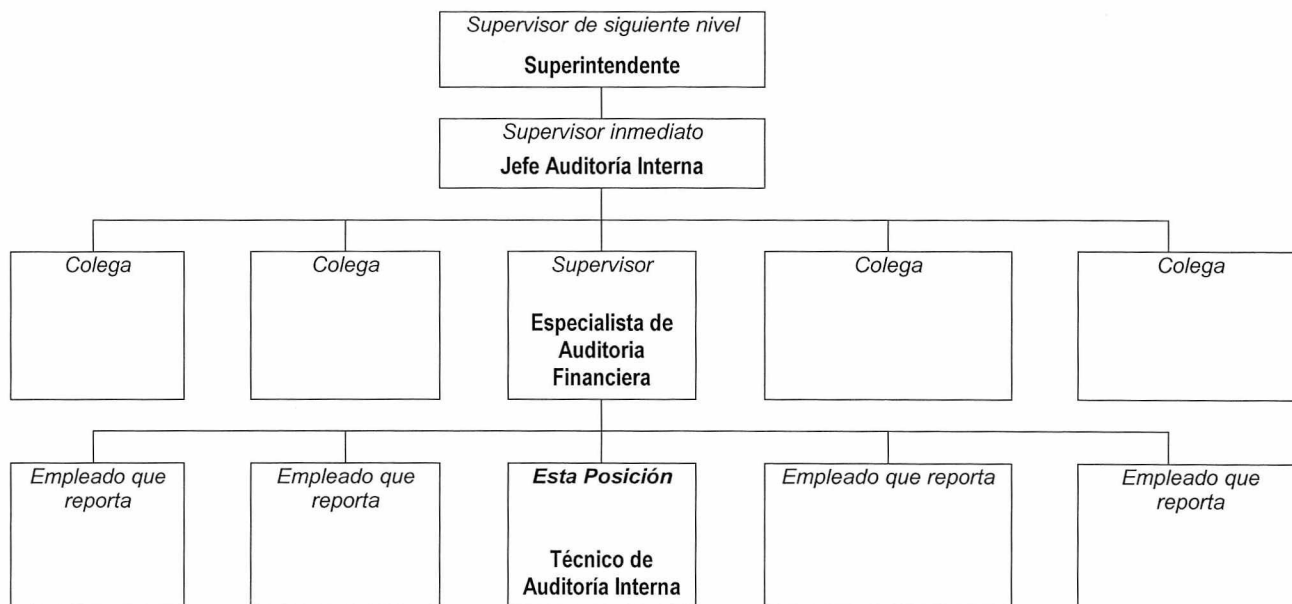 Supervisor de siguiente nivel
Superintendente
Supervisor inmediato
Jefe Auditoría Interna
Colega
Colega
Supervisor
Especialista de
Auditoria
Financiera
Colega
Colega
Empleado que
reporta
Empleado que
reporta
Esta Posición
Técnico de
Auditoría Interna
Empleado que reporta
Empleado que
reporta